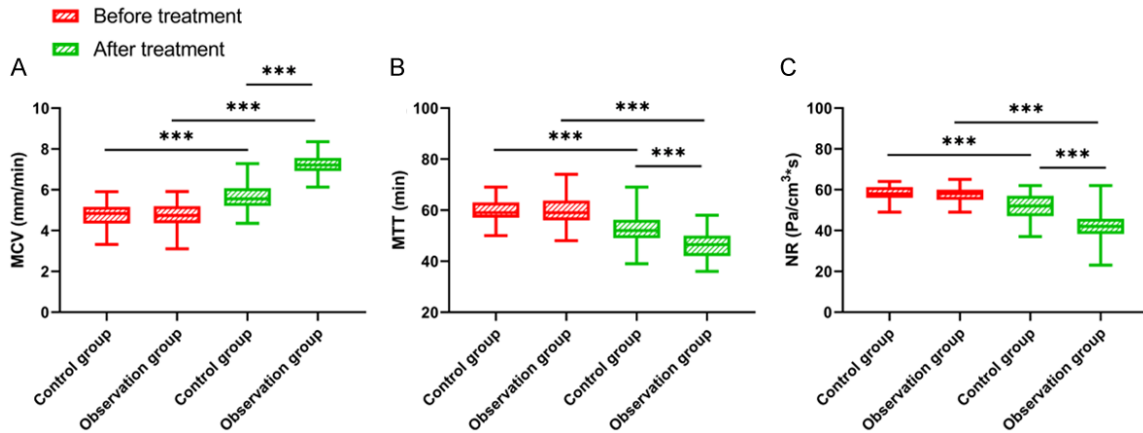 Before treatment
After treatment
A
***
***
***
MCV (mm/min)
10
8
6
4
2
0
Control group
Observation group
Control group
Observation group
B
***
***
***
MTT (min)
100
80
60
40
20
Control group
Observation group
Control group
Observation group
C
***
***
***
NR (Pa/cm³*s)
100
80
60
40
20
0
Control group
Observation group
Control group
Observation group